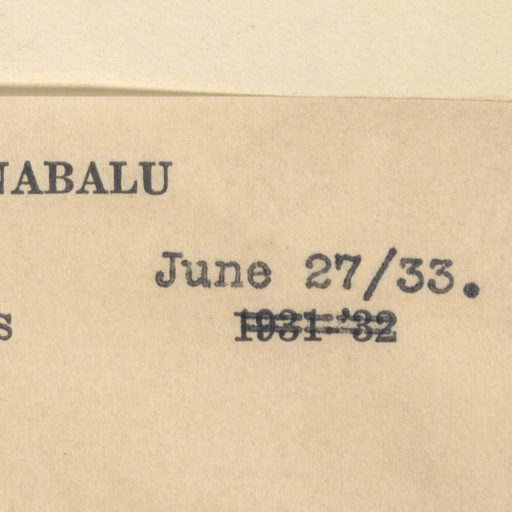 NABALU
June 27/33.
s
1931-'32